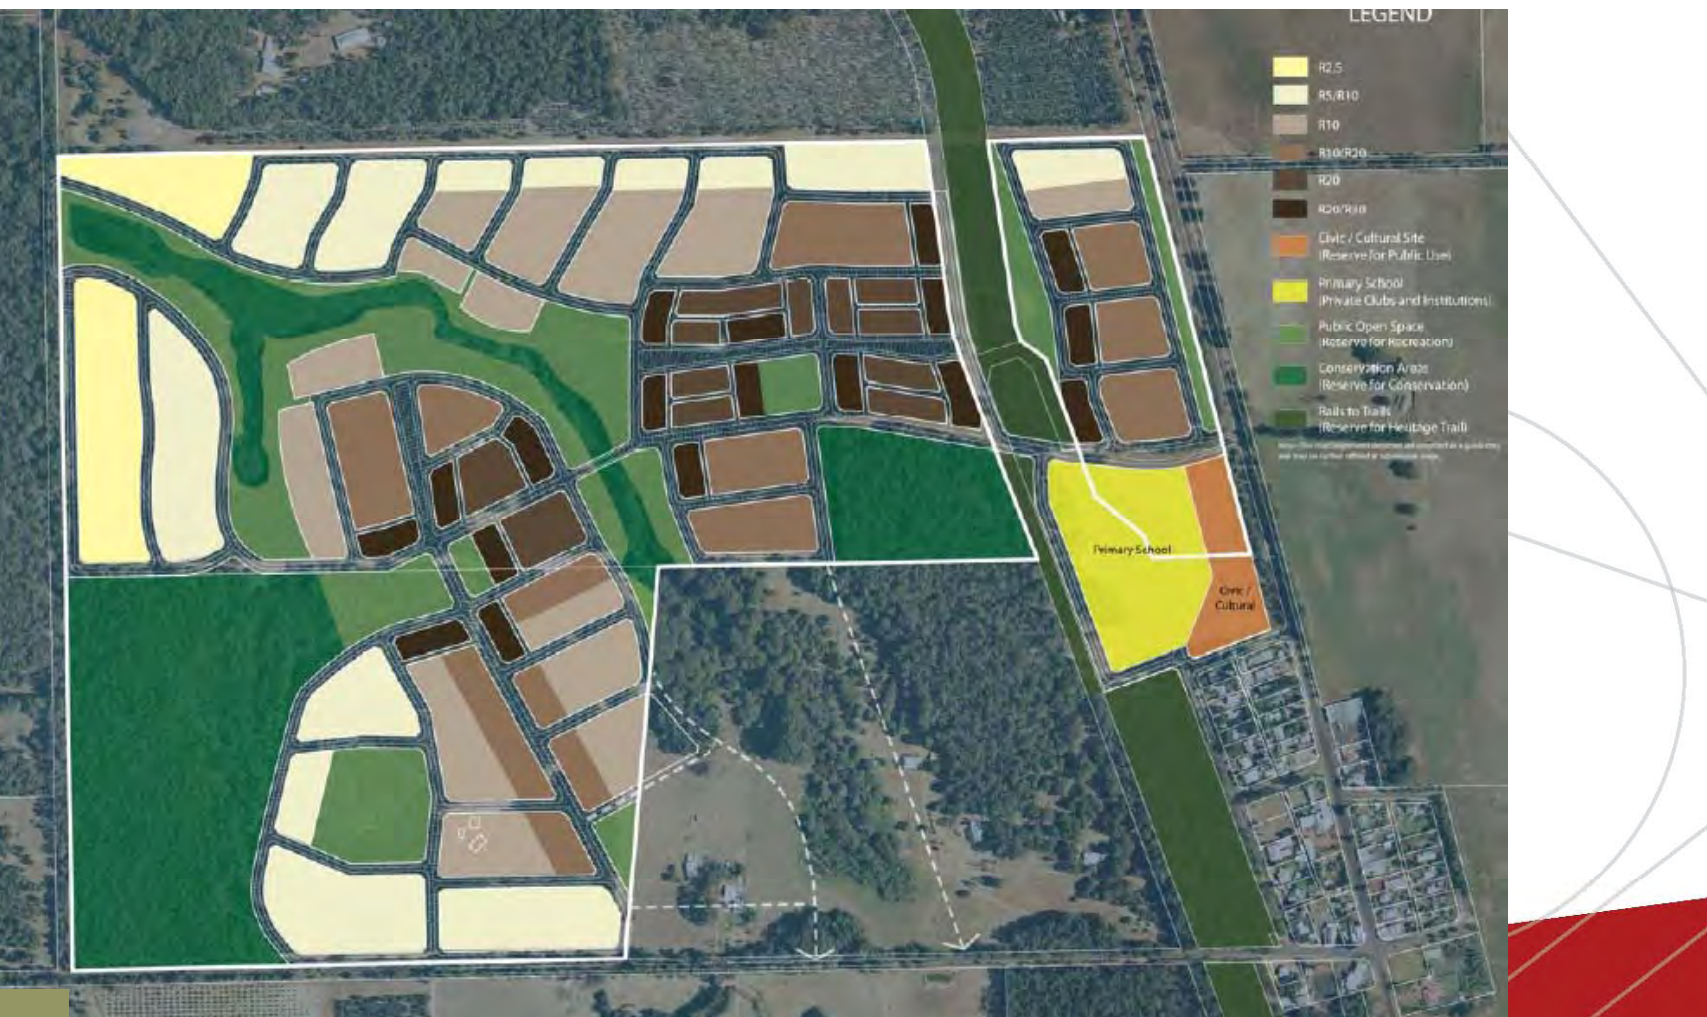 LEGEND
R2.5
R5/R10
R10
R10/R20
R20
R20/R30
Civic / Cultural Site
(Reserve for Public Use)
Primary School
(Private Clubs and Institutions)
Public Open Space
(Reserve for Recreation)
Conservation Areas
(Reserve for Conservation)
Rails to Trails
(Reserve for Heritage Trail)
Primary School
Civic /
Cultural